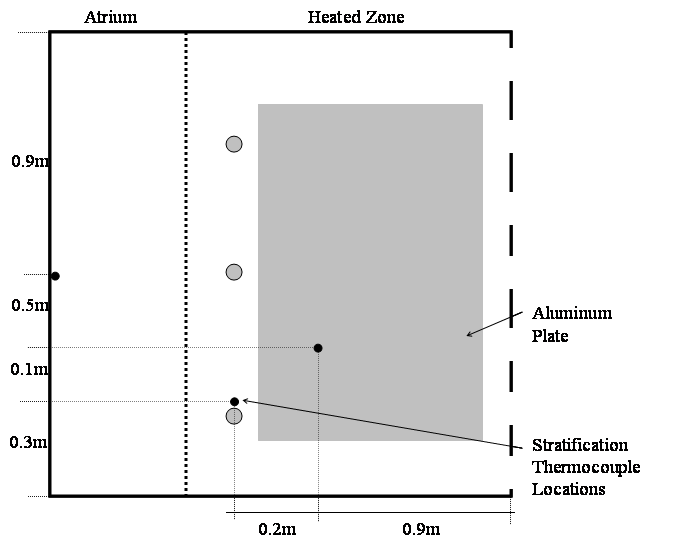 Atrium
Heated Zone
0.9m
0.5m
Aluminum
Plate
0.1m
0.3m
Stratification
Thermocouple
Locations
0.2m
0.9m